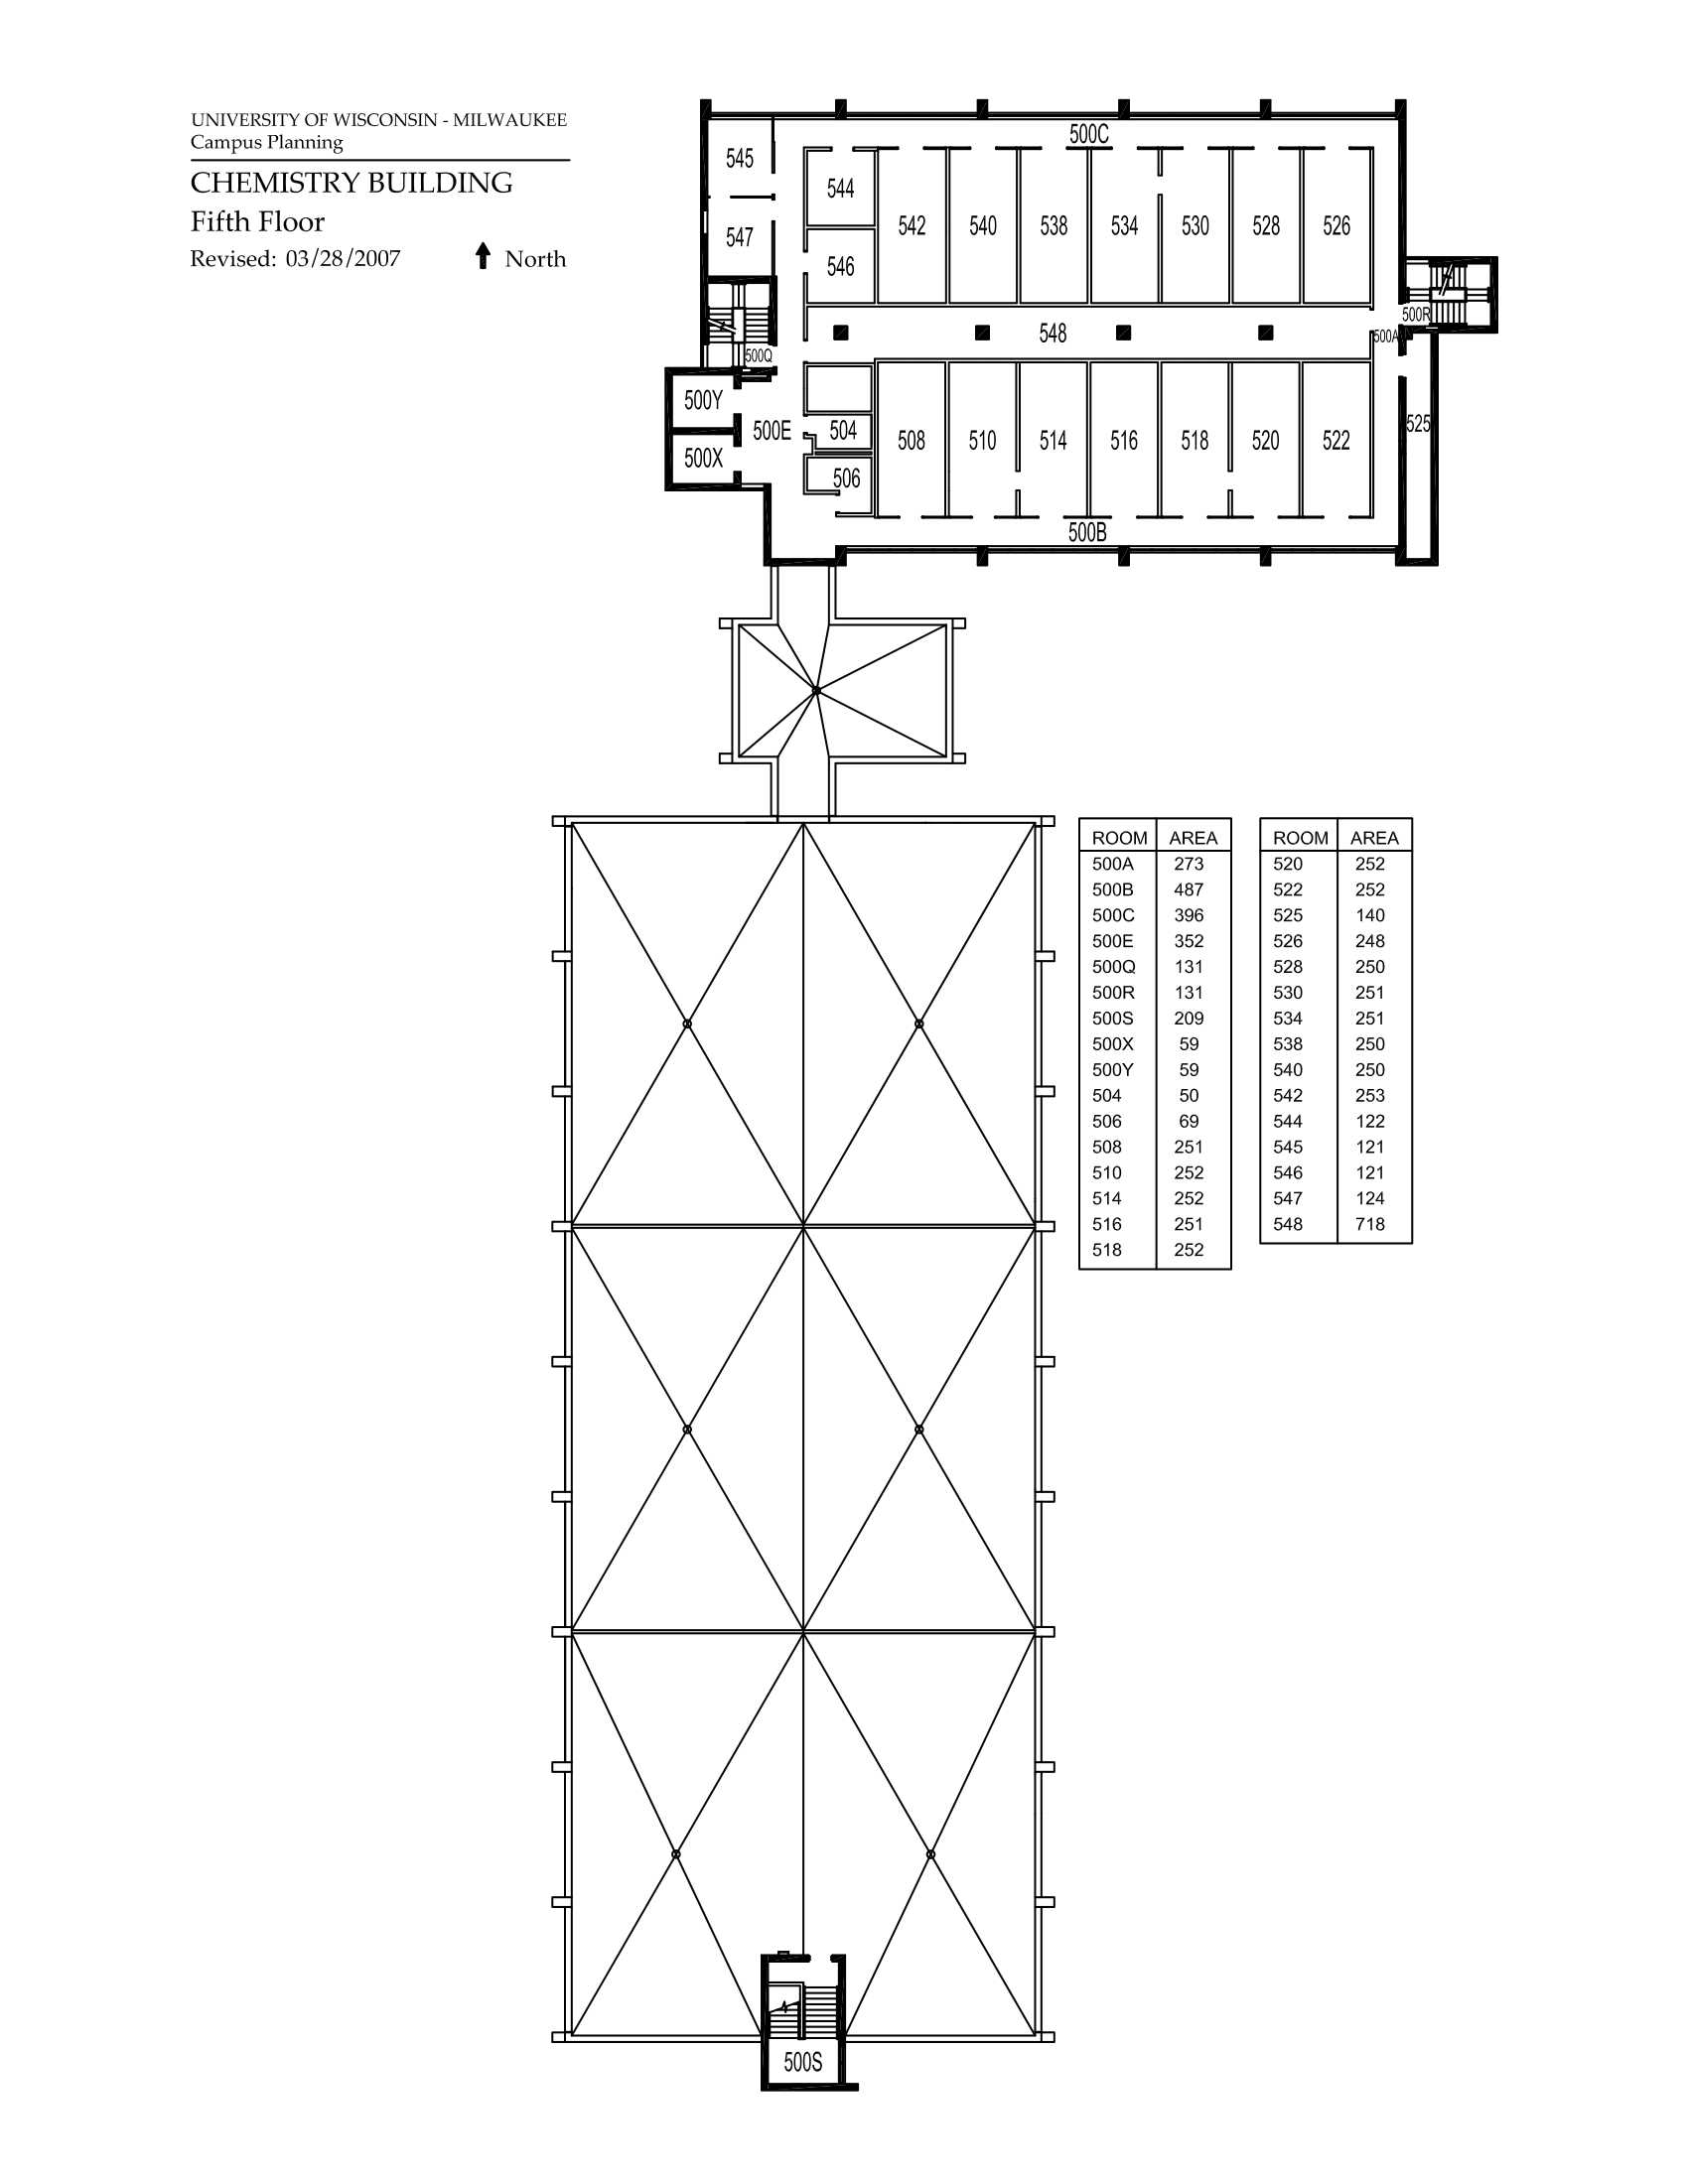 UNIVERSITY OF WISCONSIN - MILWAUKEE
Campus Planning
CHEMISTRY BUILDING
Fifth Floor
Revised: 03/28/2007 North
500C
545
544
547
542 540 538 534 530 528 526
546
500R
548
500A
500Q
500Y
500E 504
525
508 510 514 516 518 520 522
500X
506
500B
ROOM AREA
500A 273
500B 487
500C 396
500E 352
500Q 131
500R 131
500S 209
500X 59
500Y 59
504 50
506 69
508 251
510 252
514 252
516 251
518 252
ROOM AREA
520 252
522 252
525 140
526 248
528 250
530 251
534 251
538 250
540 250
542 253
544 122
545 121
546 121
547 124
548 718
500S